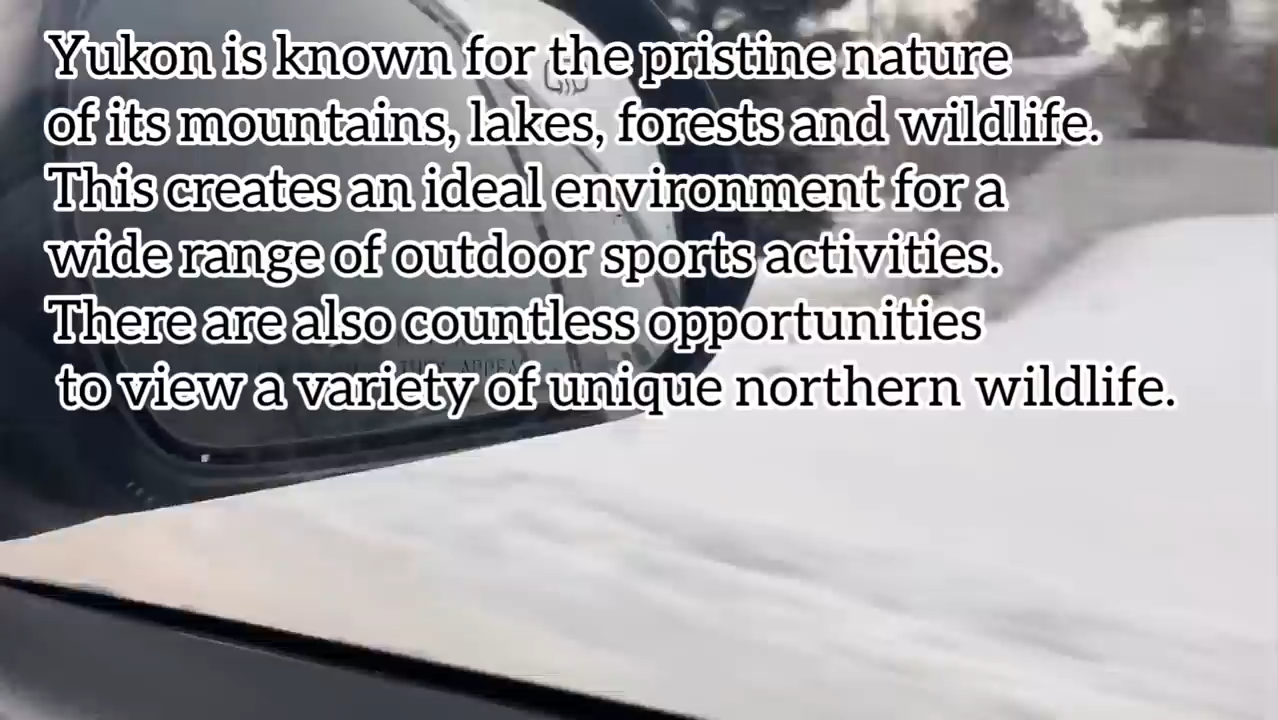 Yukon is known for the pristine nature
of its mountains, lakes, forests and wildlife.
This creates an ideal environment for a
wide range of outdoor sports activities.
There are also countless opportunities
THEY APPEAR
to view a variety of unique northern wildlife.